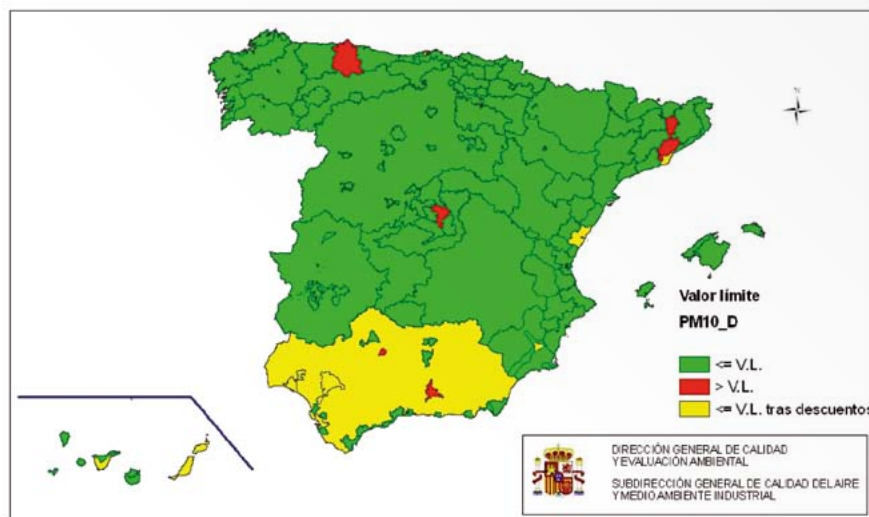 N
Valor límite
PM10_D
<= V.L.
> V.L.
<= V.L. tras descuentos
DIRECCIÓN GENERAL DE CALIDAD
Y EVALUACIÓN AMBIENTAL
SUBDIRECCIÓN GENERAL DE CALIDAD DEL AIRE
Y MEDIO AMBIENTE INDUSTRIAL